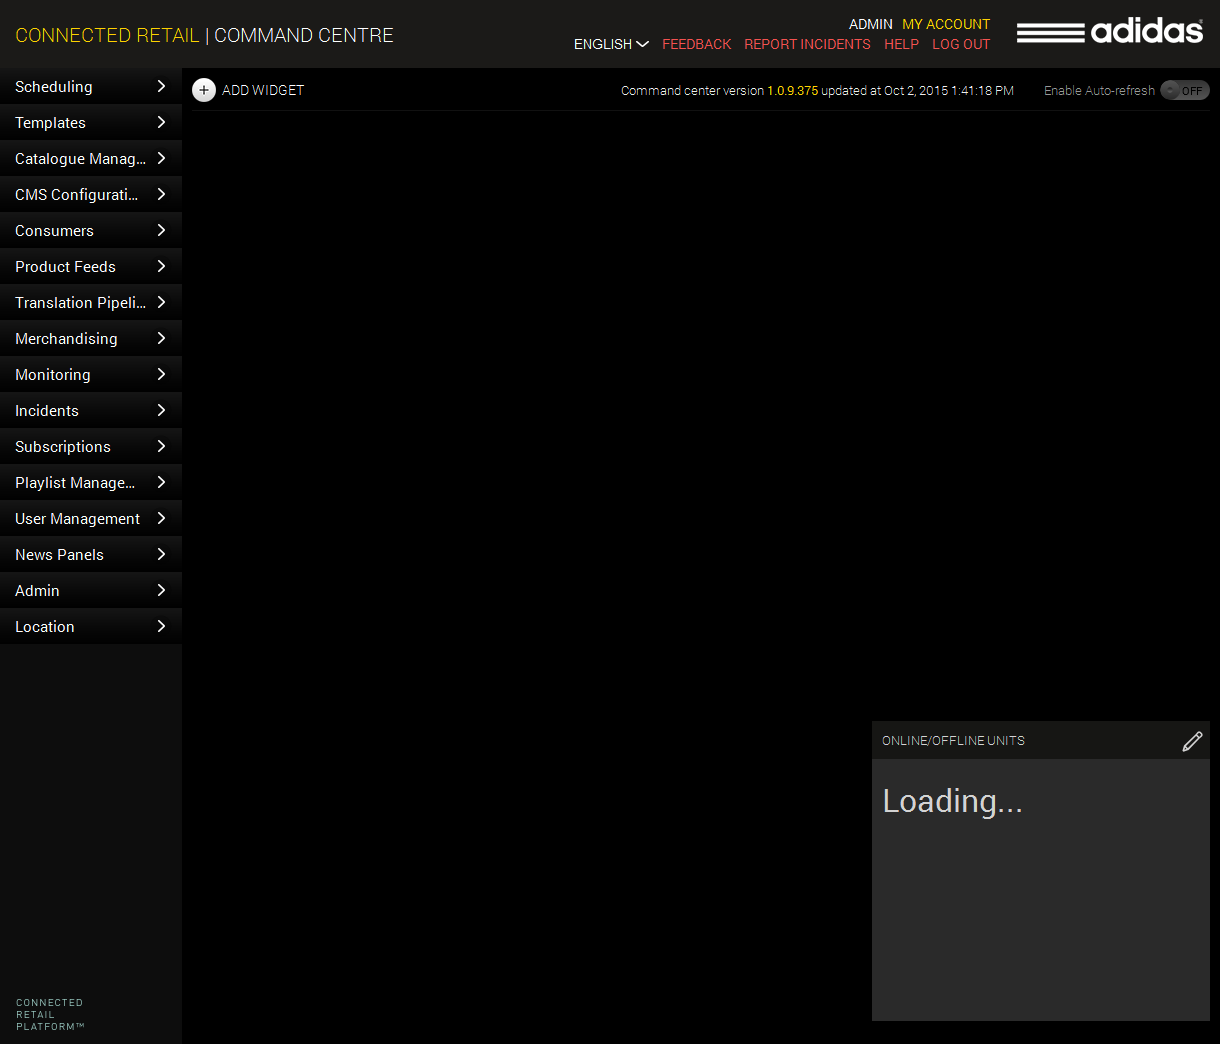 CONNECTED RETAIL | COMMAND CENTRE
ADMIN MY ACCOUNT
ENGLISH FEEDBACK REPORT INCIDENTS HELP LOG OUT
adidas
Scheduling
Templates
Catalogue Manag...
CMS Configurati...
Consumers
Product Feeds
Translation Pipeli...
Merchandising
Monitoring
Incidents
Subscriptions
Playlist Manage...
User Management
News Panels
Admin
Location
CONNECTED
RETAIL
PLATFORM™
ADD WIDGET
Command center version 1.0.9.375 updated at Oct 2, 2015 1:41:18 PM
Enable Auto-refresh OFF
ONLINE/OFFLINE UNITS
Loading...